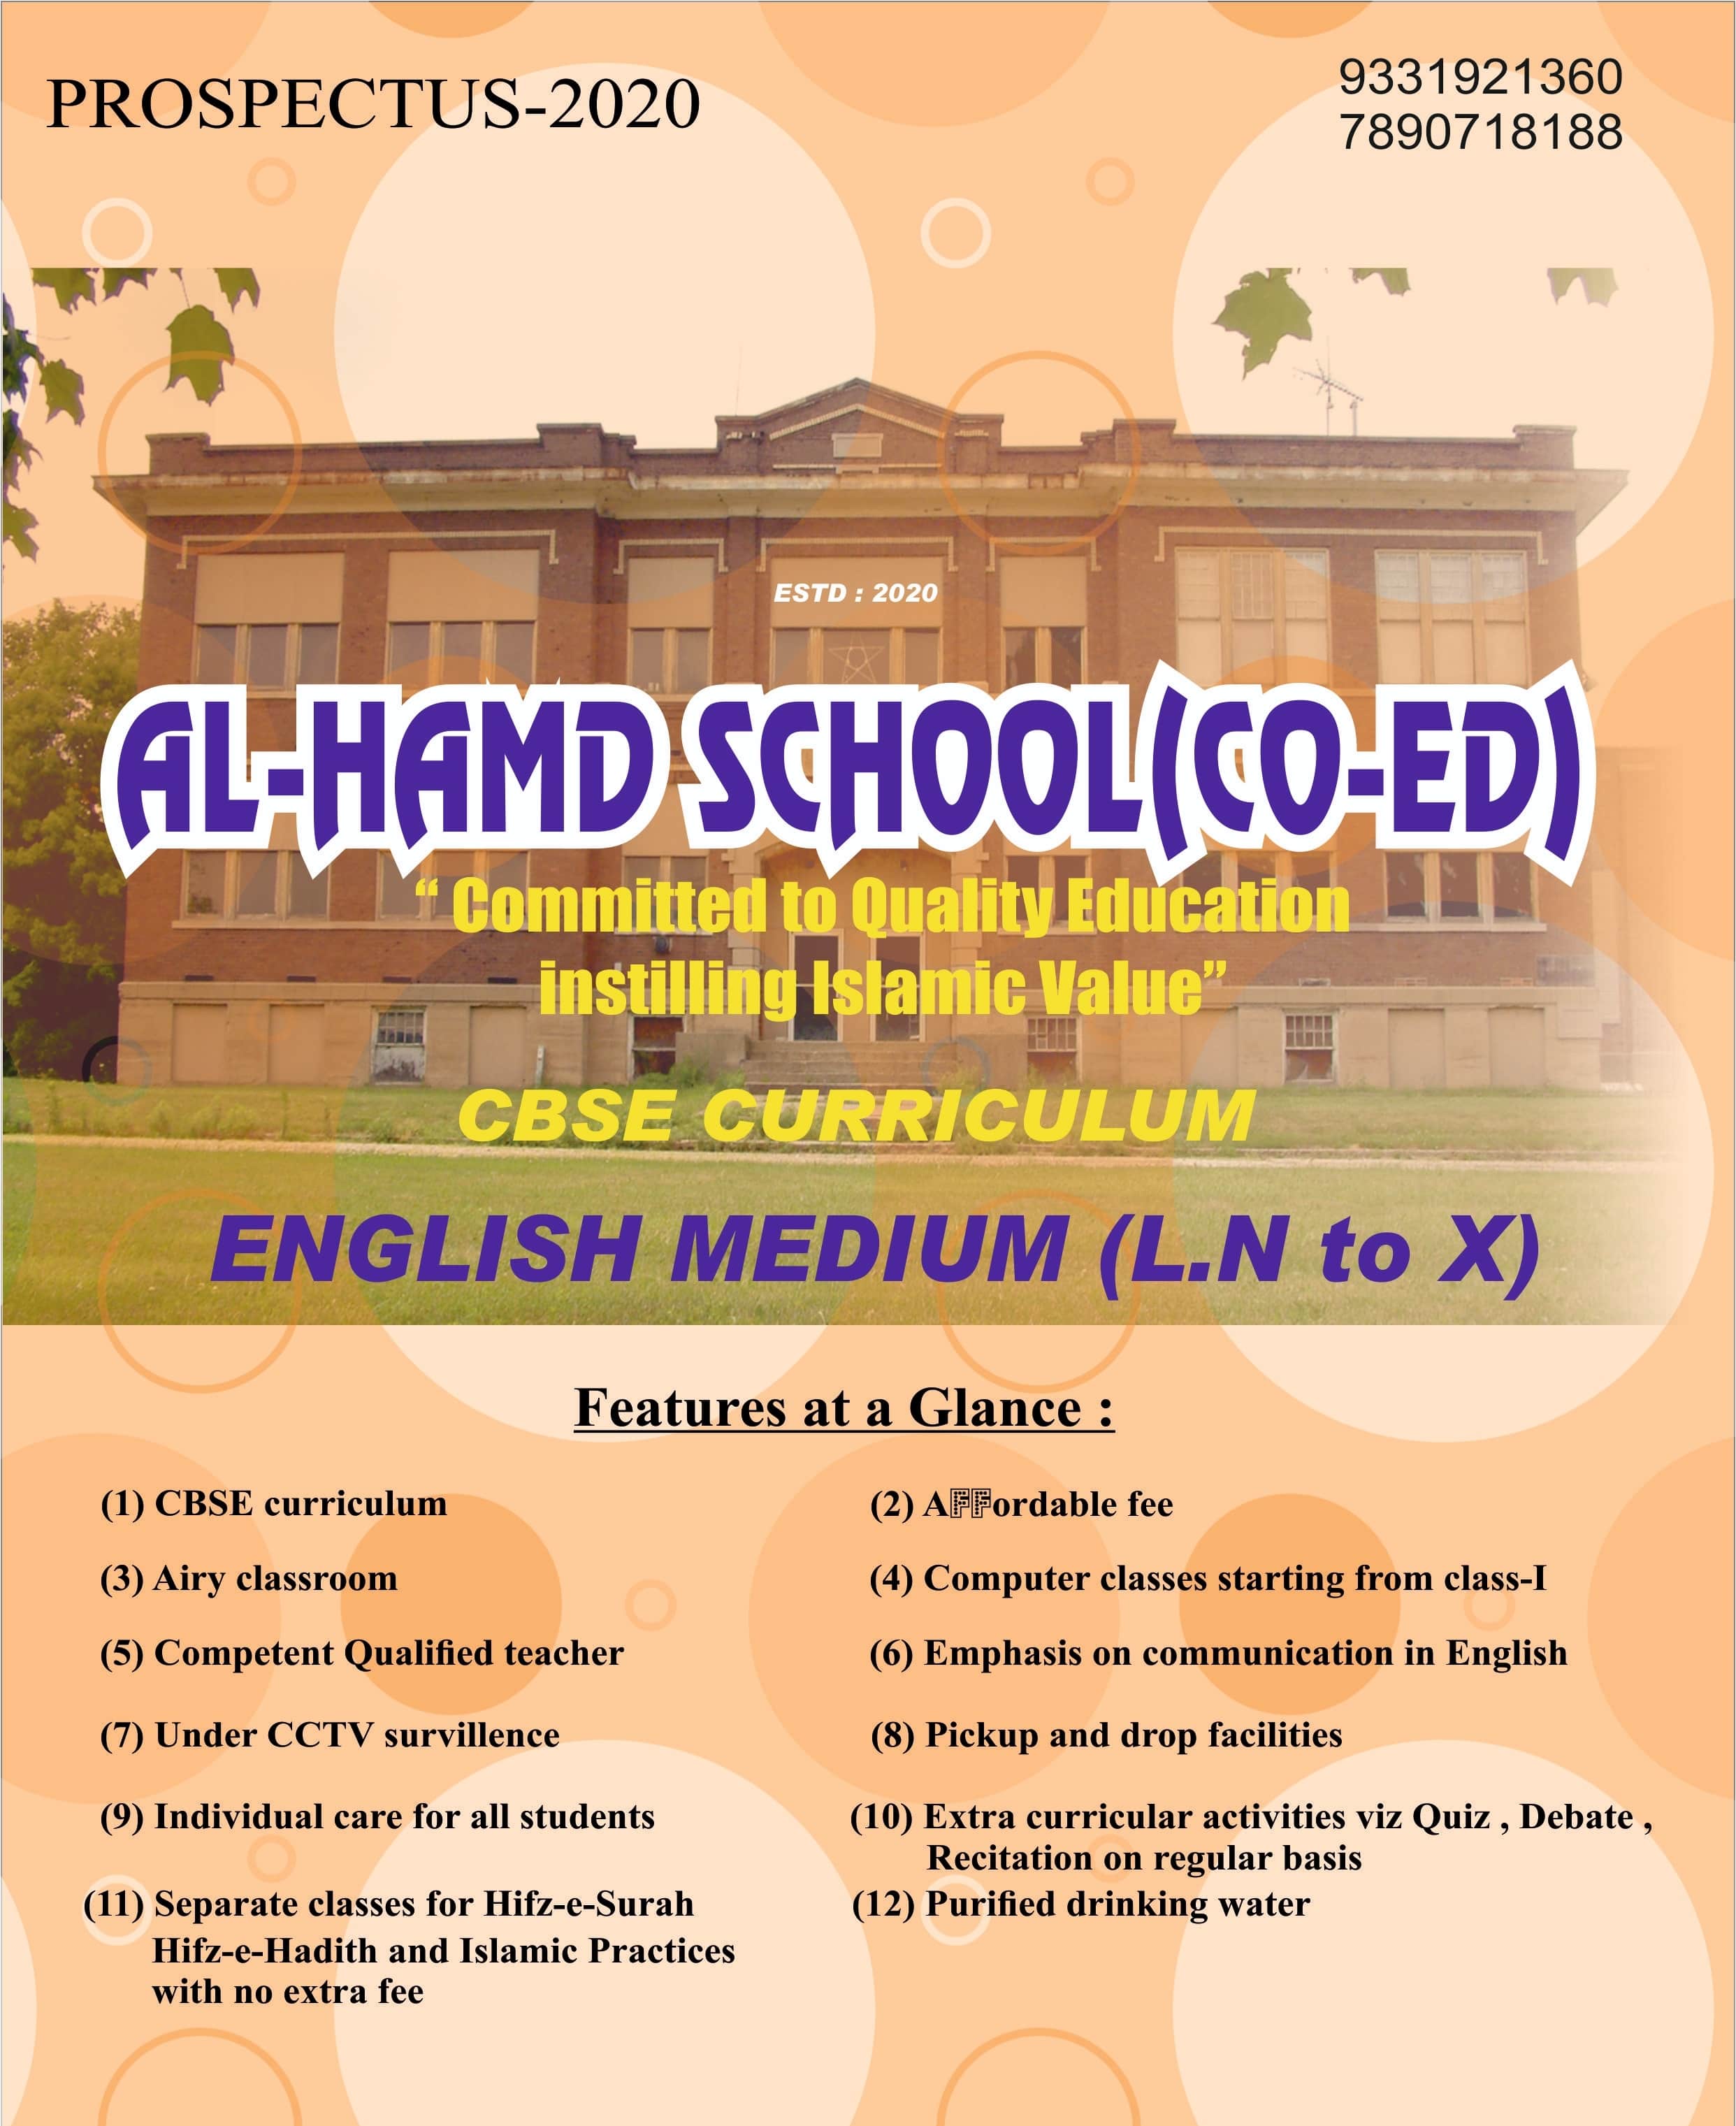 PROSPECTUS-2020
9331921360
7890718188
ESTD : 2020
AL-HAMD SCHOOL(CO-ED)
“ Committed to Quality Education
instilling Islamic Value”
CBSE CURRICULUM
ENGLISH MEDIUM (L.N to X)
Features at a Glance :
(1) CBSE curriculum
(2) AFFordable fee
(3) Airy classroom
(4) Computer classes starting from class-I
(5) Competent Qualified teacher
(6) Emphasis on communication in English
(7) Under CCTV survillence
(8) Pickup and drop facilities
(9) Individual care for all students
(10) Extra curricular activities viz Quiz , Debate ,
Recitation on regular basis
(11) Separate classes for Hifz-e-Surah
Hifz-e-Hadith and Islamic Practices
with no extra fee
(12) Purified drinking water